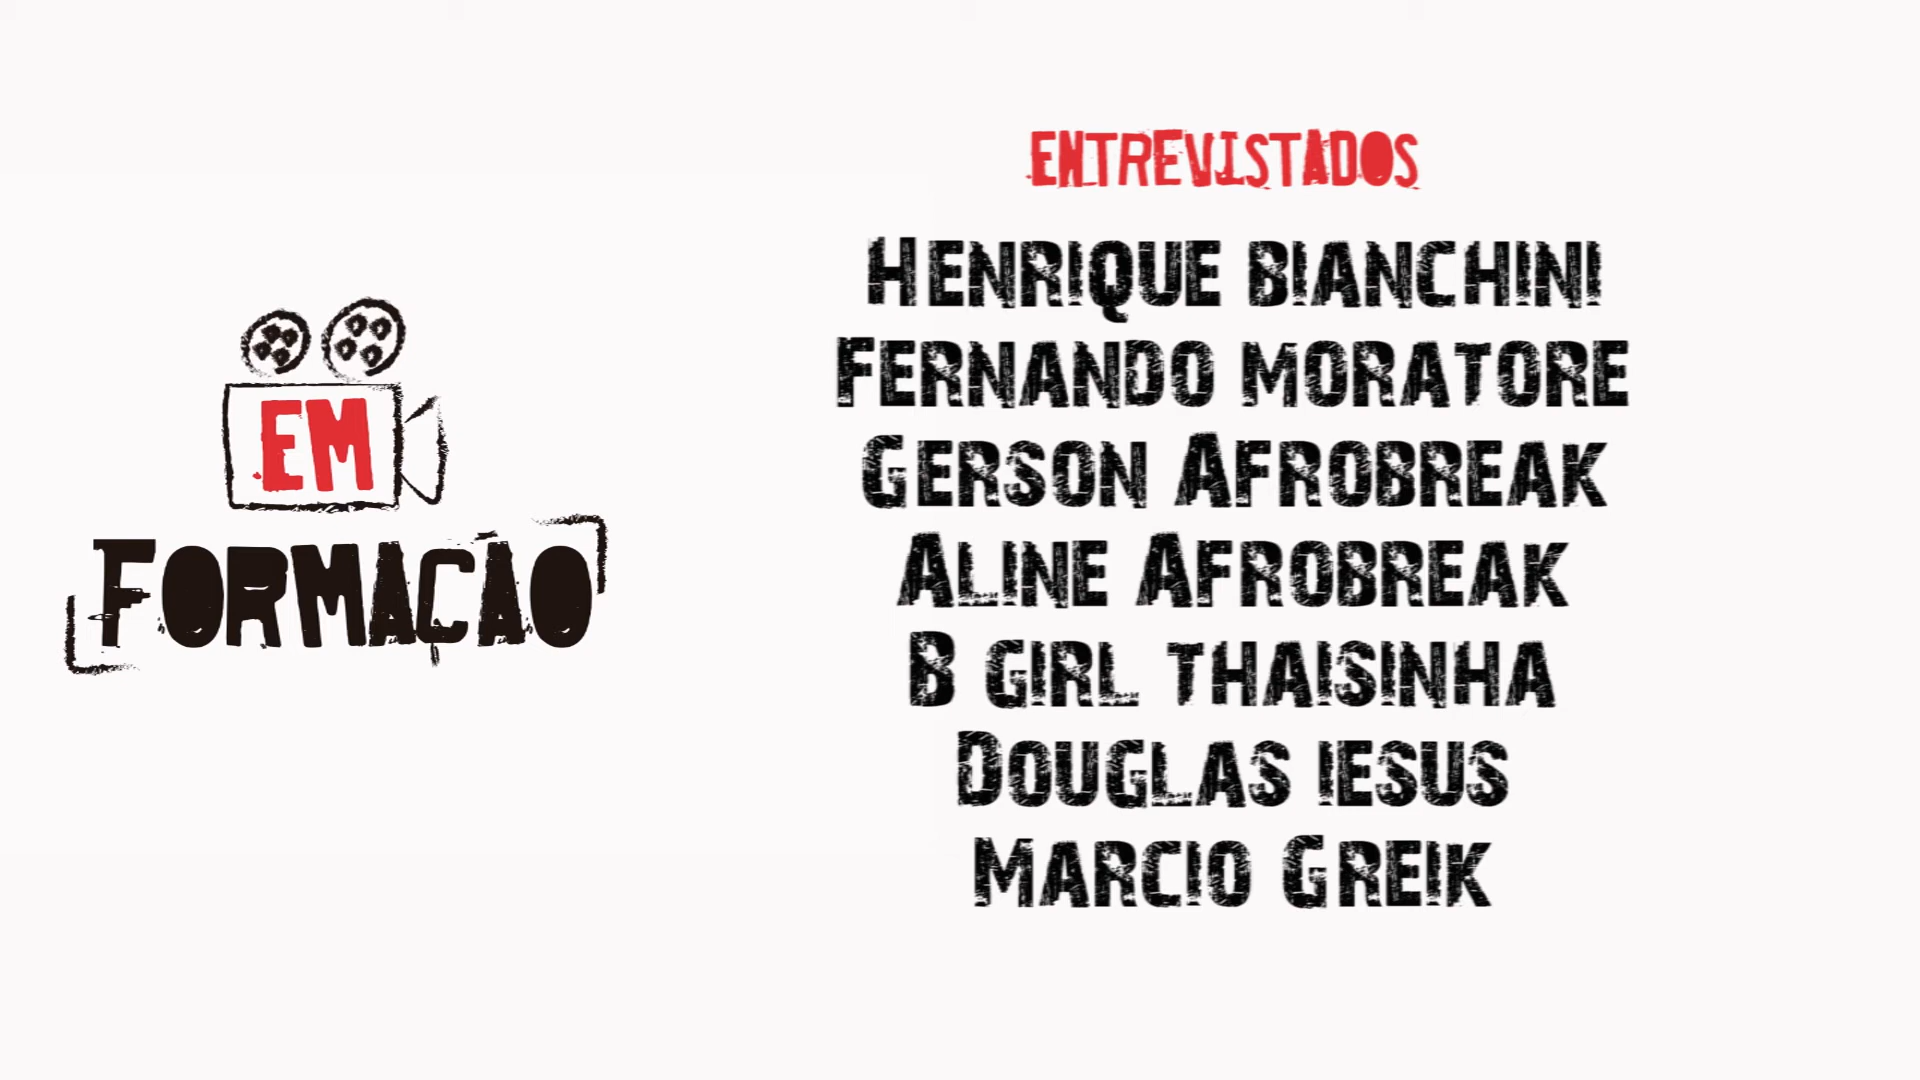 EM
FORMAÇÃO
ENTREVISTADOS
HENRIQUE BIANCHINI
FERNANDO MORATORE
GERSON AFROBREAK
ALINE AFROBREAK
B GIRL THAISINHA
DOUGLAS IESUS
MARCIO GREIK